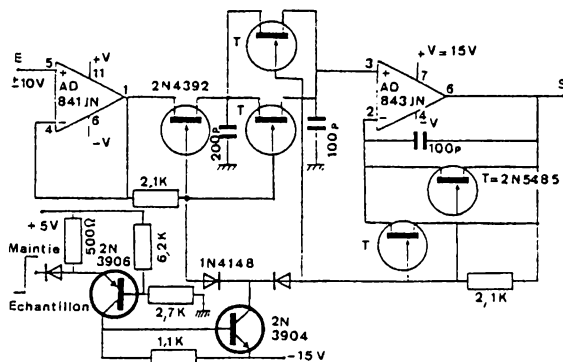 E
±10V
5
+
AD
841JN
4
−
+V
11
6
−V
1
2N4392
T
T
200p
100p
3
+
AD
843JN
2
−
+V=15V
7
4
−V
6
S
100p
T=2N5485
T
2,1K
2,1K
+5V
500Ω
6,2K
Maintie
Echantillon
2N
3906
2,7K
1N4148
2N
3904
1,1K
−15V